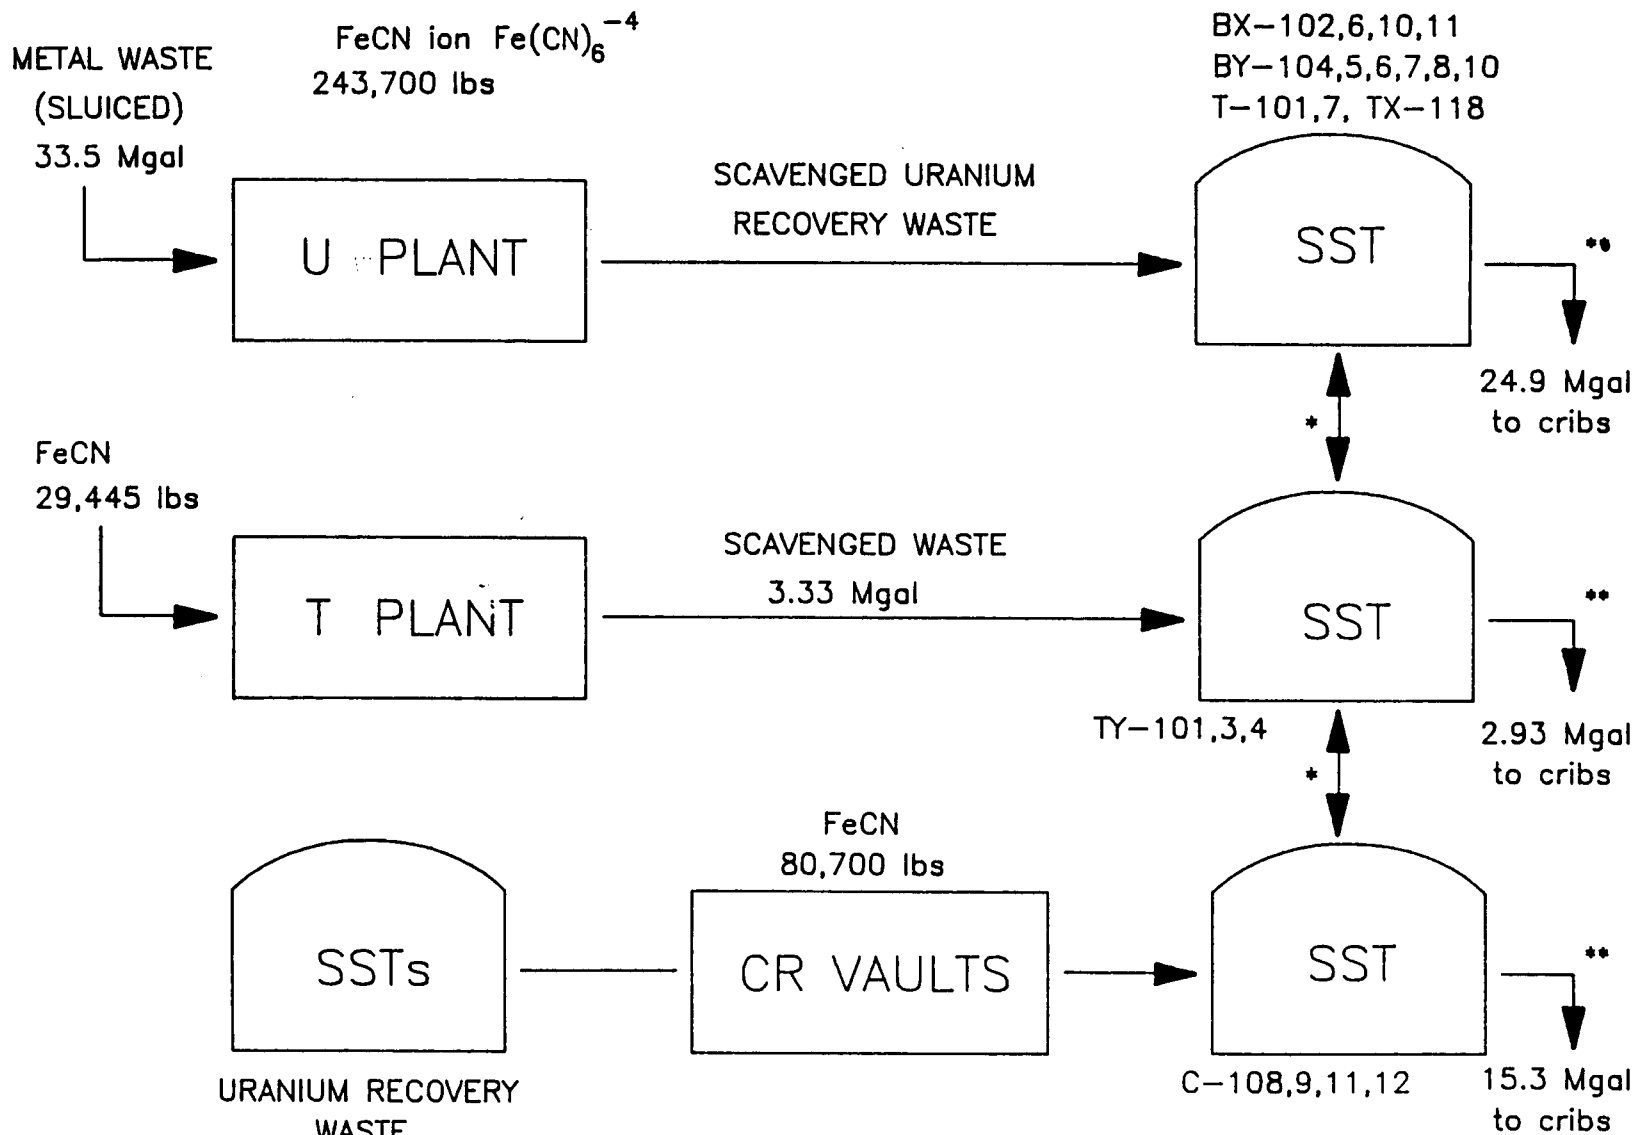 METAL WASTE
(SLUICED)
33.5 Mgal
FeCN ion Fe(CN)₆⁻⁴
243,700 lbs
BX–102,6,10,11
BY–104,5,6,7,8,10
T–101,7, TX–118
U PLANT
SCAVENGED URANIUM
RECOVERY WASTE
SST
**
24.9 Mgal
to cribs
*
FeCN
29,445 lbs
T PLANT
SCAVENGED WASTE
3.33 Mgal
SST
**
TY–101,3,4
2.93 Mgal
to cribs
*
SSTs
URANIUM RECOVERY
WASTE
FeCN
80,700 lbs
CR VAULTS
SST
**
C–108,9,11,12
15.3 Mgal
to cribs